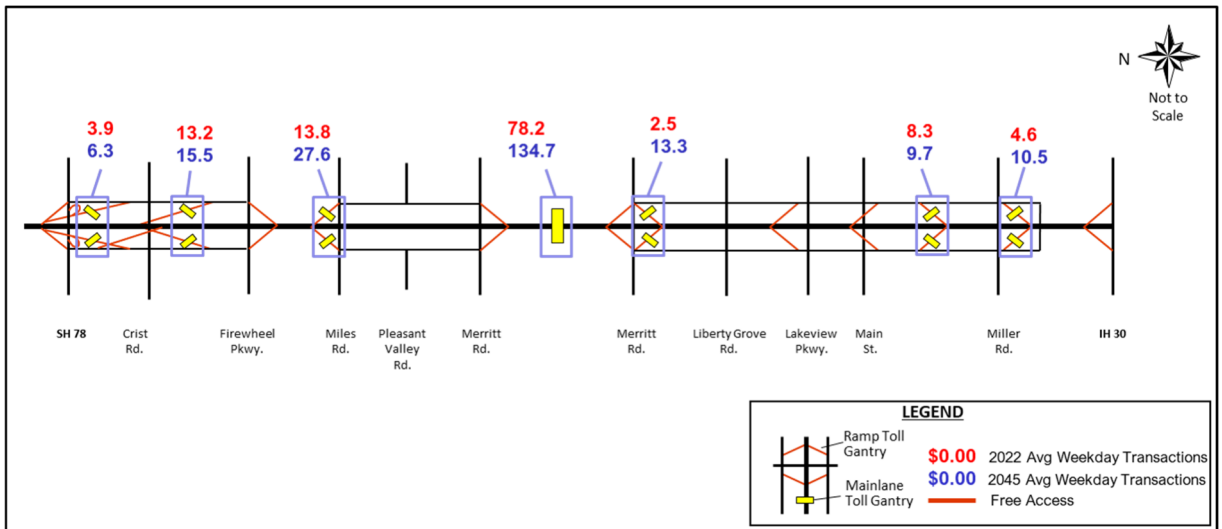 N
Not to
Scale
3.9
6.3
13.2
15.5
13.8
27.6
78.2
134.7
2.5
13.3
8.3
9.7
4.6
10.5
SH 78
Crist
Rd.
Firewheel
Pkwy.
Miles
Rd.
Pleasant
Valley
Rd.
Merritt
Rd.
Merritt
Rd.
Liberty Grove
Rd.
Lakeview
Pkwy.
Main
St.
Miller
Rd.
IH 30
LEGEND
Ramp Toll
Gantry
Mainlane
Toll Gantry
$0.00 2022 Avg Weekday Transactions
$0.00 2045 Avg Weekday Transactions
Free Access